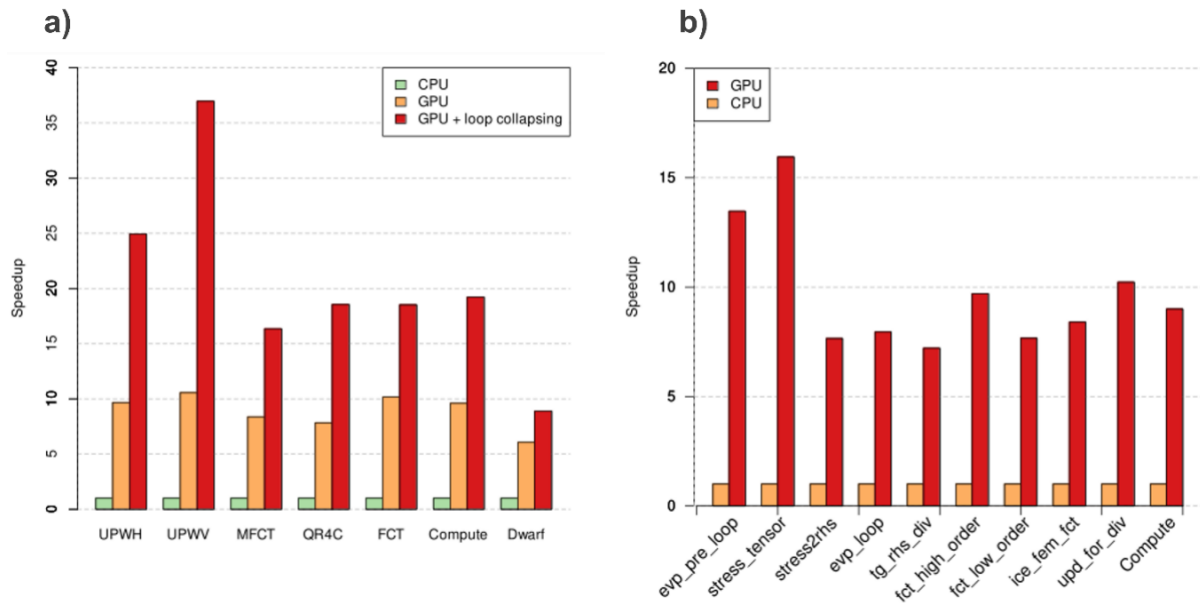 a)
40
35
30
25
20
15
10
5
0
Speedup
CPU
GPU
GPU + loop collapsing
UPWH UPWV MFCT QR4C FCT Compute Dwarf
b)
20
15
10
5
0
Speedup
GPU
CPU
evp_pre_loop
stress_tensor
stress2rhs
evp_loop
tg_rhs_div
fct_high_order
fct_low_order
ice_fem_fct
upd_for_div
Compute